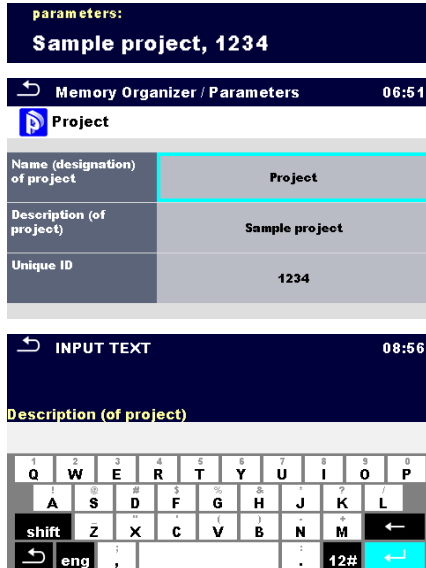 parameters:
Sample project, 1234
Memory Organizer / Parameters 06:51
Project
Name (designation) of project Project
Description (of project) Sample project
Unique ID 1234
INPUT TEXT 08:56
Description (of project)
1 2 3 4 5 6 7 8 9 0
Q W E R T Y U I O P
! @ # $ % & * ? /
A S D F G H J K L
- ( ) +
shift Z X C V B N M
eng , . 12#